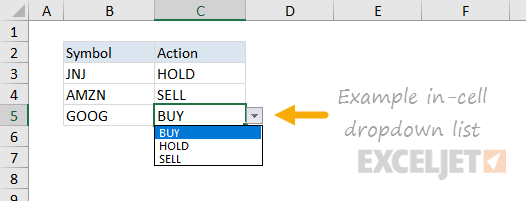 A B C D E F
1
2 Symbol Action
3 JNJ HOLD
4 AMZN SELL
5 GOOG BUY
6 BUY
HOLD
7 SELL
8
9
Example in-cell
dropdown list
EXCELJET